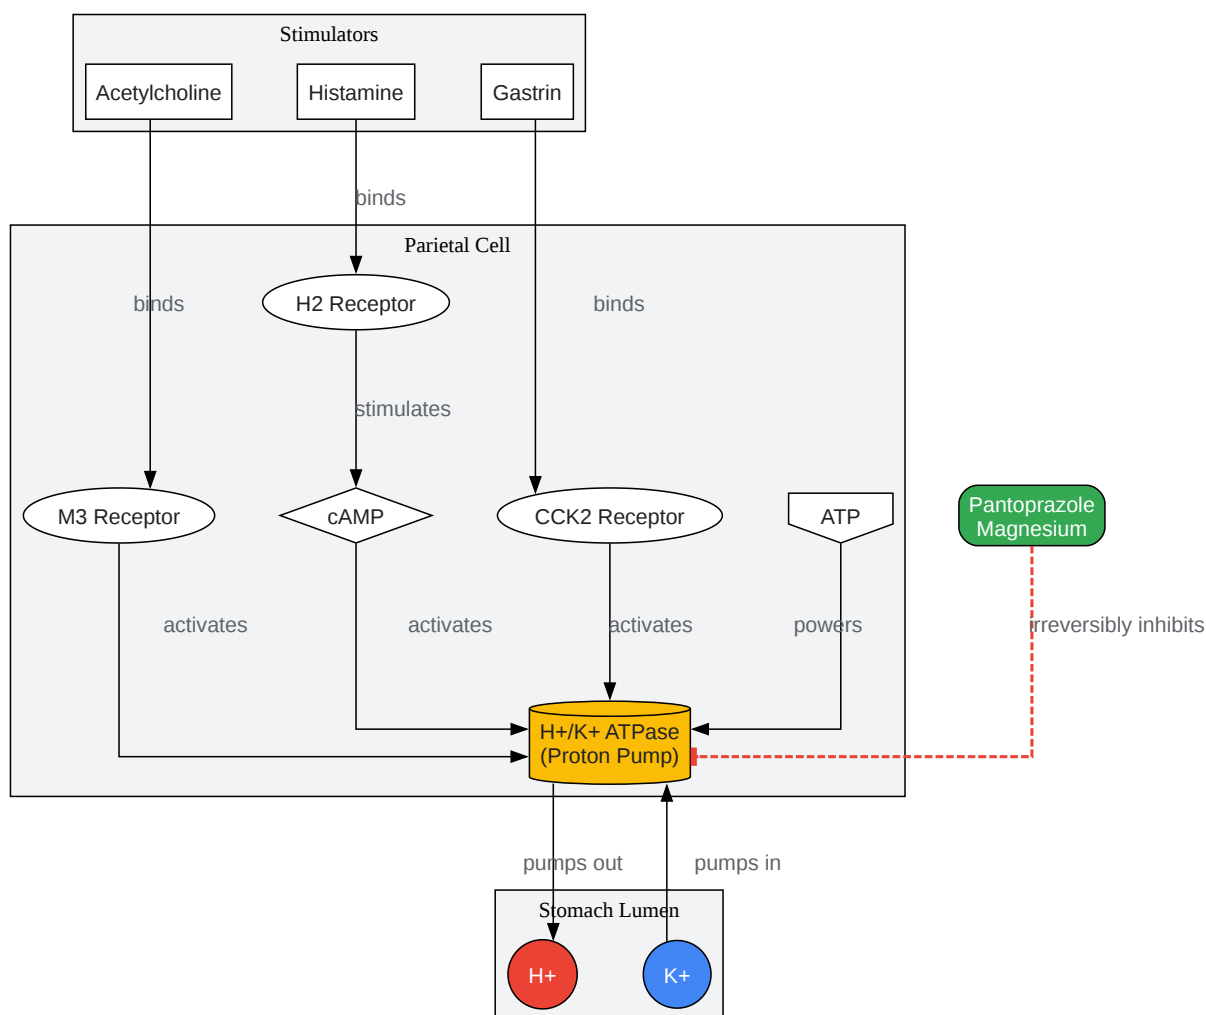 Stimulators
Acetylcholine
Histamine
Gastrin
binds
Parietal Cell
binds
H2 Receptor
binds
stimulates
M3 Receptor
cAMP
CCK2 Receptor
ATP
Pantoprazole
Magnesium
activates
activates
activates
powers
irreversibly inhibits
H+/K+ ATPase
(Proton Pump)
pumps out
pumps in
Stomach Lumen
H+
K+